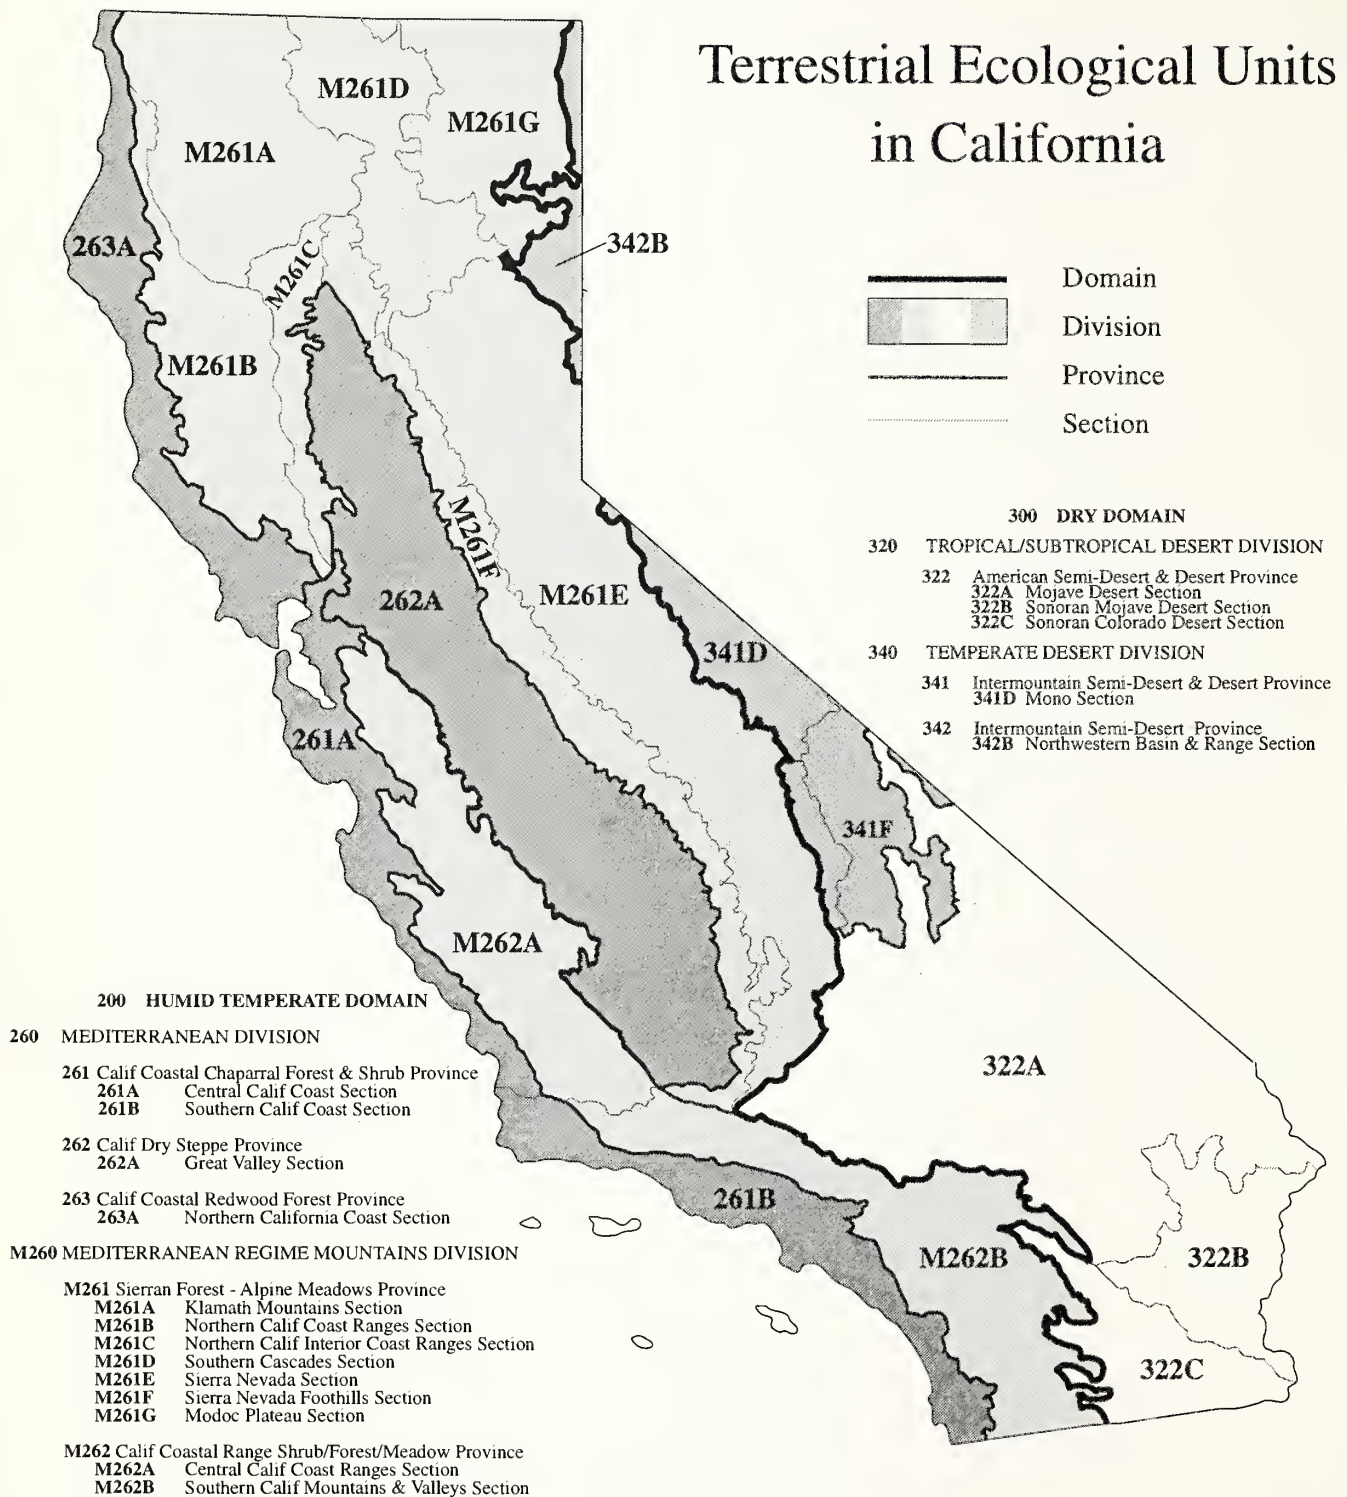 Terrestrial Ecological Units
in California
M261D
M261G
M261A
263A
M261C
342B
M261B
M261F
262A
M261E
341D
261A
341F
M262A
322A
261B
M262B
322B
322C
Domain
Division
Province
Section
300 DRY DOMAIN
320 TROPICAL/SUBTROPICAL DESERT DIVISION
322 American Semi-Desert & Desert Province
322A Mojave Desert Section
322B Sonoran Mojave Desert Section
322C Sonoran Colorado Desert Section
340 TEMPERATE DESERT DIVISION
341 Intermountain Semi-Desert & Desert Province
341D Mono Section
342 Intermountain Semi-Desert Province
342B Northwestern Basin & Range Section
200 HUMID TEMPERATE DOMAIN
260 MEDITERRANEAN DIVISION
261 Calif Coastal Chaparral Forest & Shrub Province
261A Central Calif Coast Section
261B Southern Calif Coast Section
262 Calif Dry Steppe Province
262A Great Valley Section
263 Calif Coastal Redwood Forest Province
263A Northern California Coast Section
M260 MEDITERRANEAN REGIME MOUNTAINS DIVISION
M261 Sierran Forest - Alpine Meadows Province
M261A Klamath Mountains Section
M261B Northern Calif Coast Ranges Section
M261C Northern Calif Interior Coast Ranges Section
M261D Southern Cascades Section
M261E Sierra Nevada Section
M261F Sierra Nevada Foothills Section
M261G Modoc Plateau Section
M262 Calif Coastal Range Shrub/Forest/Meadow Province
M262A Central Calif Coast Ranges Section
M262B Southern Calif Mountains & Valleys Section